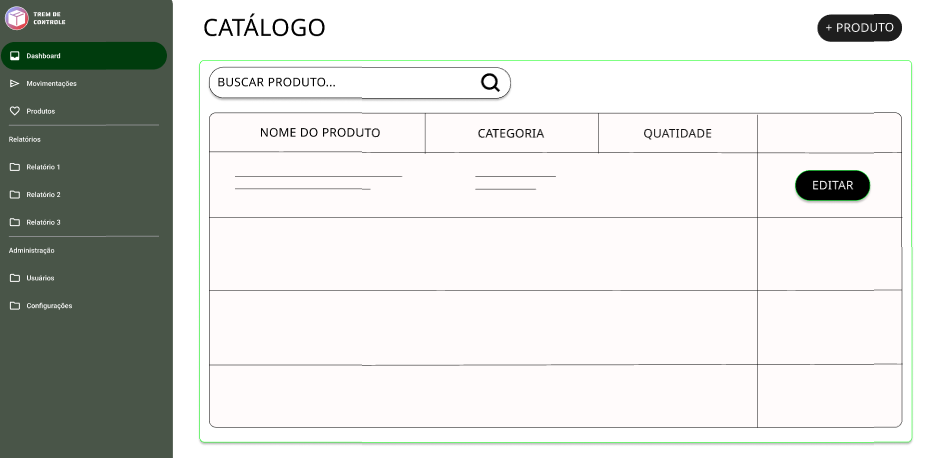 TREM DE
CONTROLE
Dashboard
Movimentações
Produtos
Relatórios
Relatório 1
Relatório 2
Relatório 3
Administração
Usuários
Configurações
CATÁLOGO
+ PRODUTO
BUSCAR PRODUTO...
NOME DO PRODUTO
CATEGORIA
QUATIDADE
EDITAR